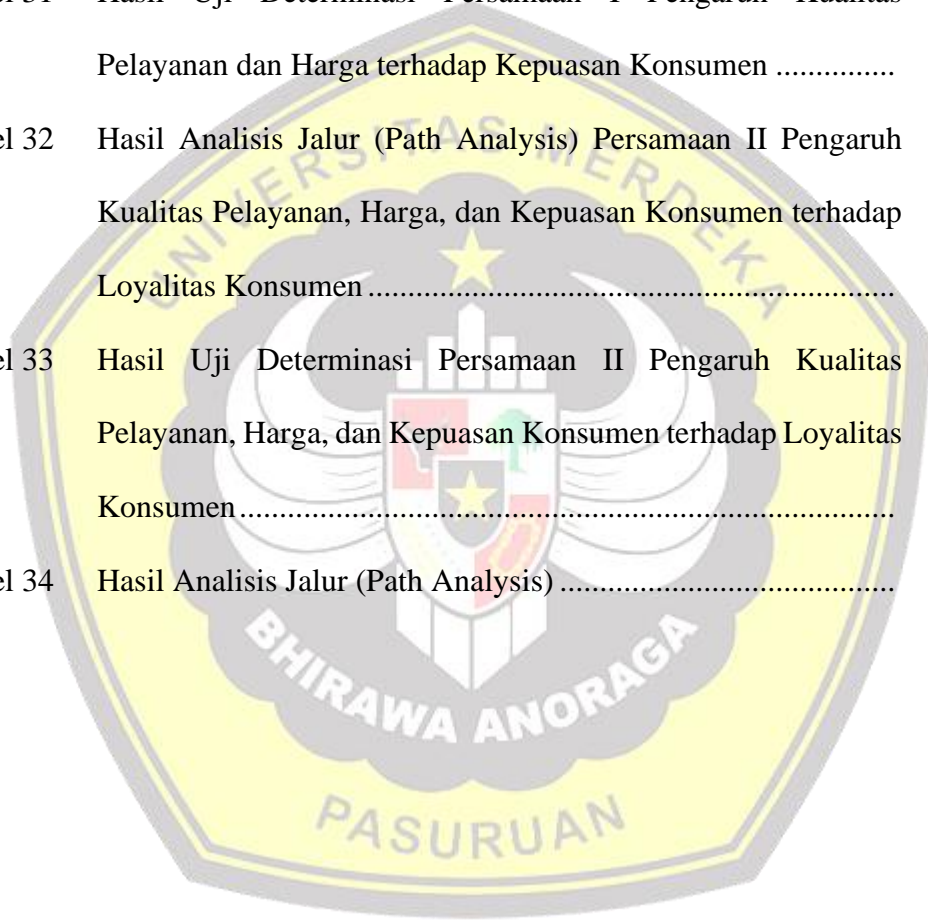 el 31 Hasil Uji Determinasi Persamaan I Pengaruh Kualitas
Pelayanan dan Harga terhadap Kepuasan Konsumen ...............
el 32 Hasil Analisis Jalur (Path Analysis) Persamaan II Pengaruh
Kualitas Pelayanan, Harga, dan Kepuasan Konsumen terhadap
Loyalitas Konsumen ...................................................................
el 33 Hasil Uji Determinasi Persamaan II Pengaruh Kualitas
Pelayanan, Harga, dan Kepuasan Konsumen terhadap Loyalitas
Konsumen ...................................................................................
el 34 Hasil Analisis Jalur (Path Analysis) ..........................................
UNIVERSITAS MERDEKA
BHIRAWA ANORAGA
PASURUAN